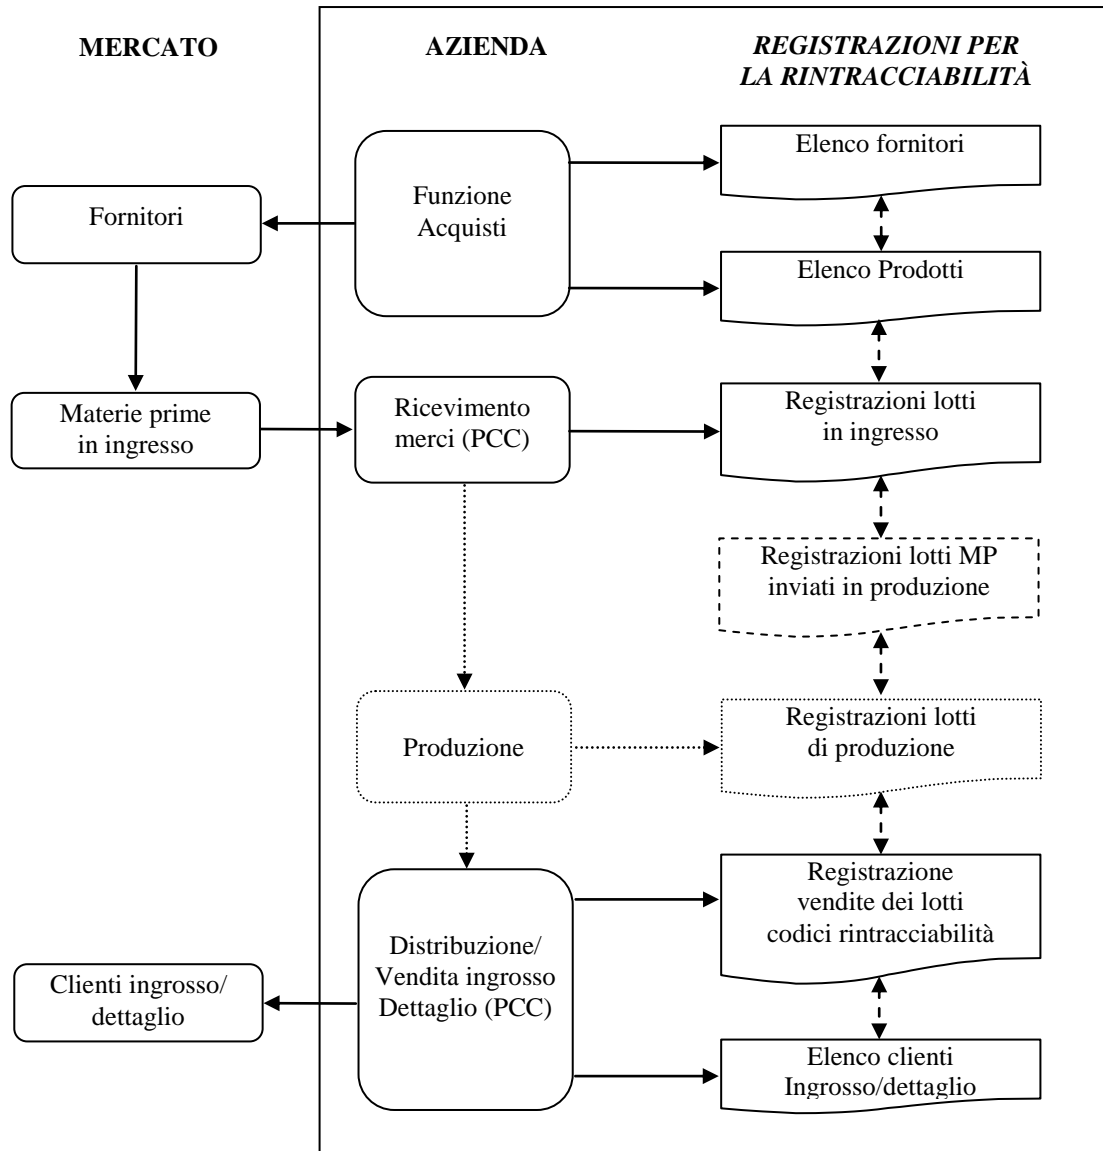 MERCATO
AZIENDA
REGISTRAZIONI PER
LA RINTRACCIABILITÀ
Elenco fornitori
Funzione
Acquisti
Fornitori
Elenco Prodotti
Materie prime
in ingresso
Ricevimento
merci (PCC)
Registrazioni lotti
in ingresso
Registrazioni lotti MP
inviati in produzione
Produzione
Registrazioni lotti
di produzione
Registrazione
vendite dei lotti
codici rintracciabilità
Distribuzione/
Vendita ingrosso
Dettaglio (PCC)
Clienti ingrosso/
dettaglio
Elenco clienti
Ingrosso/dettaglio